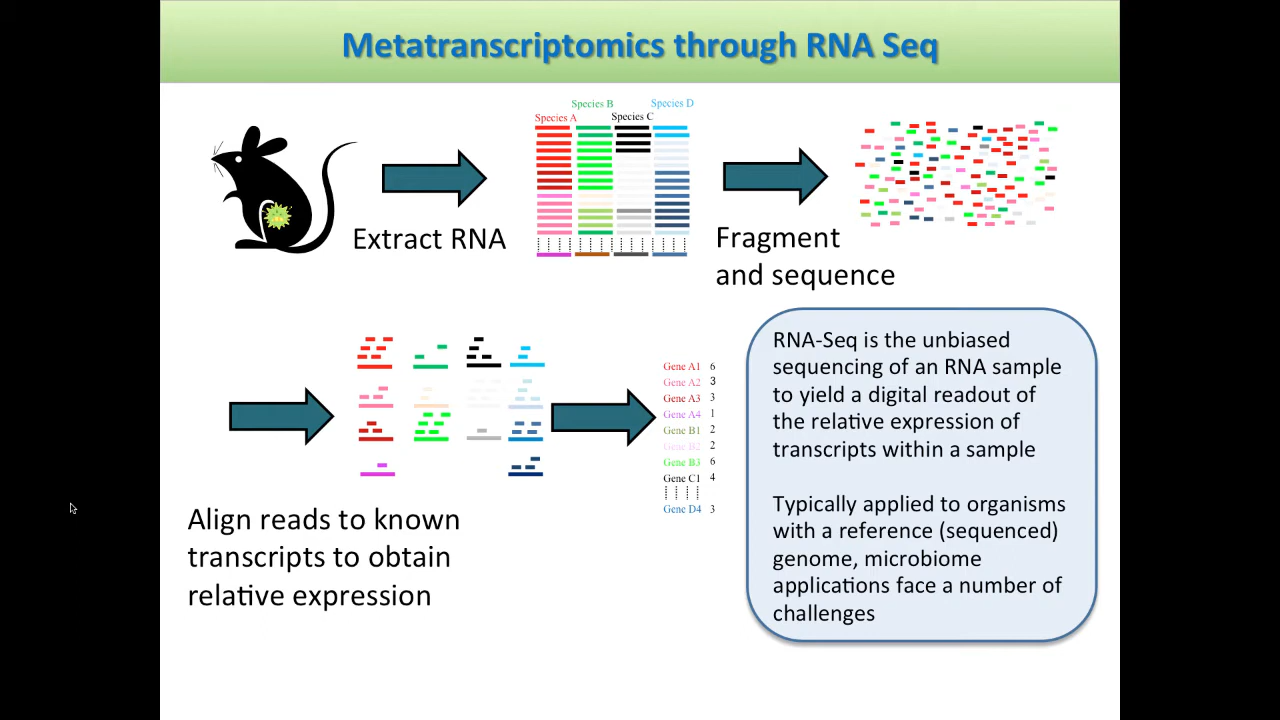 Metatranscriptomics through RNA Seq
Species B
Species D
Species A
Species C
Extract RNA
Fragment
and sequence
Gene A1 6
Gene A2 3
Gene A3 3
Gene A4 1
Gene B1 2
Gene B2 2
Gene B3 6
Gene C1 4
Gene D4 3
Align reads to known
transcripts to obtain
relative expression
RNA-Seq is the unbiased
sequencing of an RNA sample
to yield a digital readout of
the relative expression of
transcripts within a sample
Typically applied to organisms
with a reference (sequenced)
genome, microbiome
applications face a number of
challenges